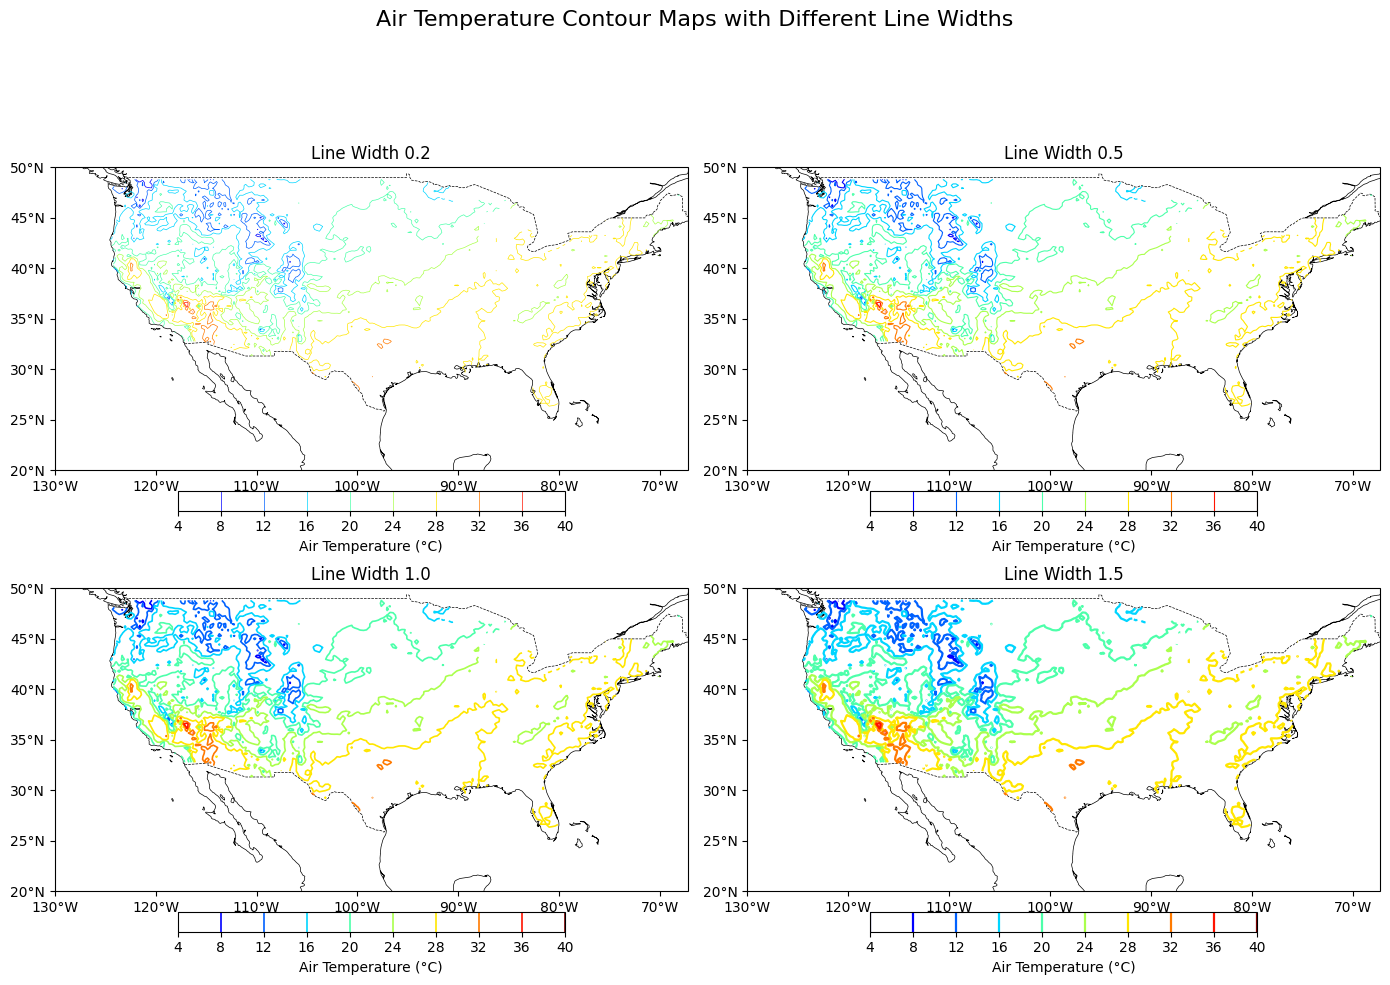 Air Temperature Contour Maps with Different Line Widths
Line Width 0.2
50°N
45°N
40°N
35°N
30°N
25°N
20°N
130°W 120°W 110°W 100°W 90°W 80°W 70°W
4 8 12 16 20 24 28 32 36 40
Air Temperature (°C)
Line Width 0.5
50°N
45°N
40°N
35°N
30°N
25°N
20°N
130°W 120°W 110°W 100°W 90°W 80°W 70°W
4 8 12 16 20 24 28 32 36 40
Air Temperature (°C)
Line Width 1.0
50°N
45°N
40°N
35°N
30°N
25°N
20°N
130°W 120°W 110°W 100°W 90°W 80°W 70°W
4 8 12 16 20 24 28 32 36 40
Air Temperature (°C)
Line Width 1.5
50°N
45°N
40°N
35°N
30°N
25°N
20°N
130°W 120°W 110°W 100°W 90°W 80°W 70°W
4 8 12 16 20 24 28 32 36 40
Air Temperature (°C)